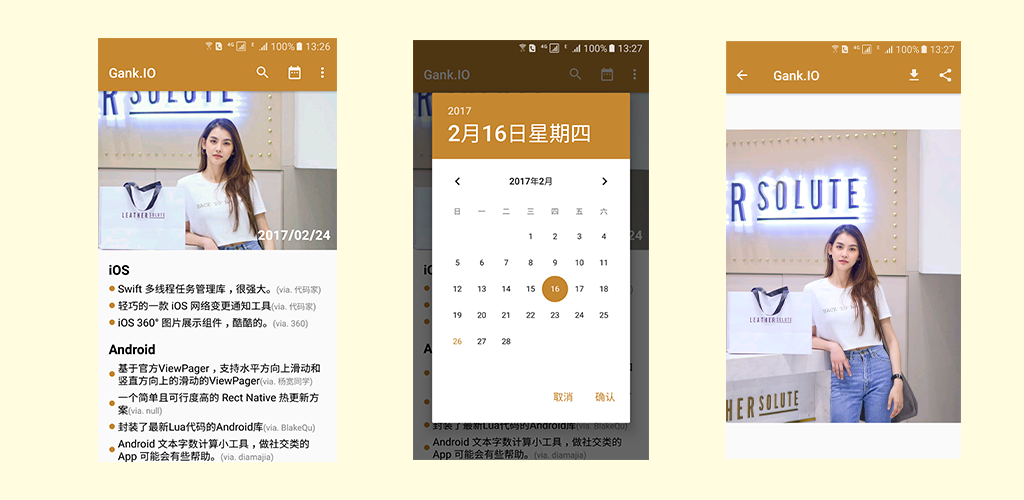 100% 13:26
Gank.IO
HER SOLUTE
LEATHER SOLUTE
BACK TO
2017/02/24
iOS
Swift 多线程任务管理库，很强大。(via. 代码家)
轻巧的一款 iOS 网络变更通知工具(via. 代码家)
iOS 360° 图片展示组件，酷酷的。(via. 360)
Android
基于官方ViewPager，支持水平方向上滑动和
竖直方向上的滑动的ViewPager(via. 杨宽同学)
一个简单且可行度高的 Rect Native 热更新方
案(via. null)
封装了最新Lua代码的Android库(via. BlakeQu)
Android 文本字数计算小工具，做社交类的
App 可能会有些帮助。(via. diamajia)
4G 100% 13:27
Gank.IO
2017
2月16日星期四
2017年2月
日 一 二 三 四 五 六
1 2 3 4
5 6 7 8 9 10 11
12 13 14 15 16 17 18
19 20 21 22 23 24 25
26 27 28
取消 确认
封装了最新Lua代码的Android库(via. BlakeQu)
Android 文本字数计算小工具，做社交类的
App 可能会有些帮助。(via. diamajia)
4G 100% 13:27
Gank.IO
HER SOLUTE
LEATHER SOLUTE
BACK TO
HER SOLUTE